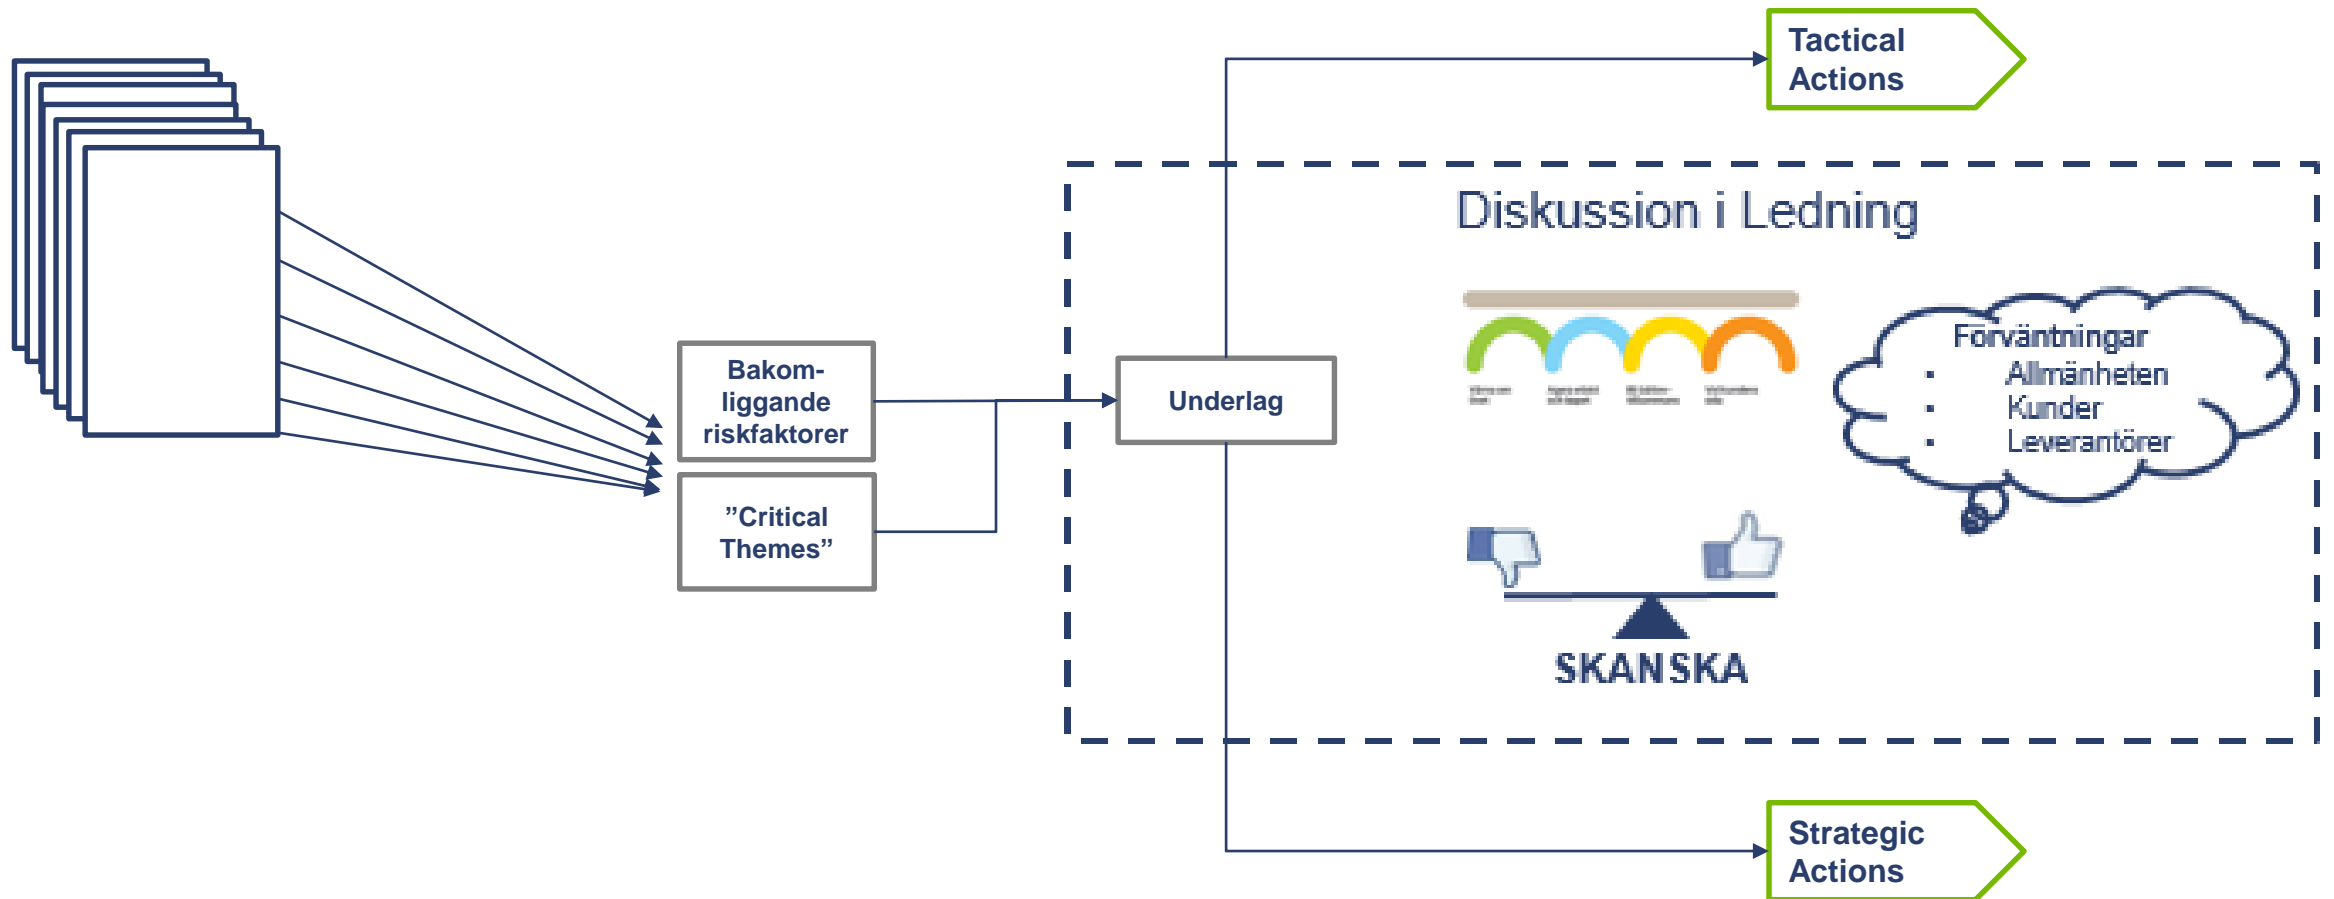 Tactical
Actions
Diskussion i Ledning
Förväntningar
▪ Allmänheten
▪ Kunder
▪ Leverantörer
Bakom-
liggande
riskfaktorer
Underlag
”Critical
Themes”
SKANSKA
Strategic
Actions